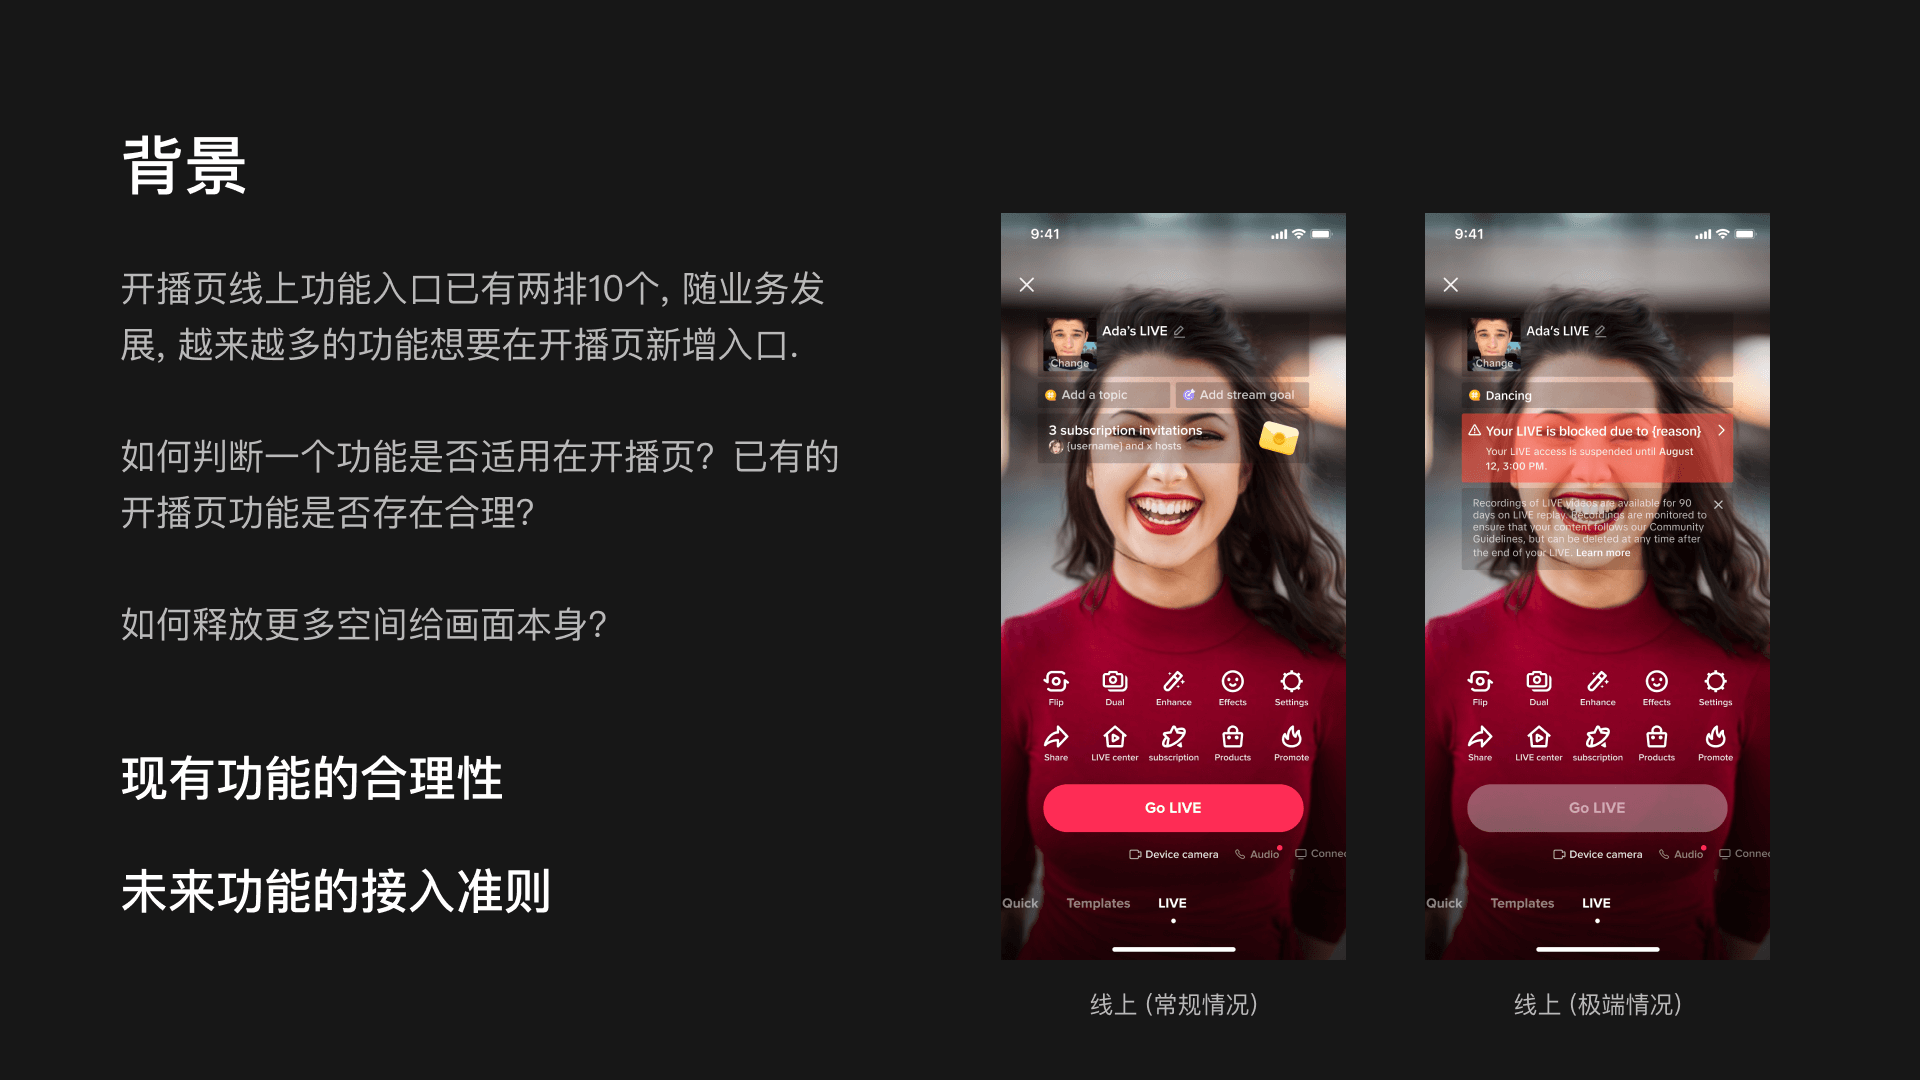 背景
开播页线上功能入口已有两排10个, 随业务发
展, 越来越多的功能想要在开播页新增入口.
如何判断一个功能是否适用在开播页？已有的
开播页功能是否存在合理？
如何释放更多空间给画面本身？
现有功能的合理性
未来功能的接入准则
9:41
Ada's LIVE
Change
Add a topic
Add stream goal
3 subscription invitations
{username} and x hosts
Flip
Dual
Enhance
Effects
Settings
Share
LIVE center
subscription
Products
Promote
Go LIVE
Device camera
Audio
Connec
Quick
Templates
LIVE
线上 (常规情况)
9:41
Ada's LIVE
Change
Dancing
Your LIVE is blocked due to {reason}
Your LIVE access is suspended until August
12, 3:00 PM.
Recordings of LIVE videos are available for 90
days on LIVE replay. Recordings are monitored to
ensure that your content follows our Community
Guidelines, but can be deleted at any time after
the end of your LIVE. Learn more
Flip
Dual
Enhance
Effects
Settings
Share
LIVE center
subscription
Products
Promote
Go LIVE
Device camera
Audio
Connec
Quick
Templates
LIVE
线上 (极端情况)